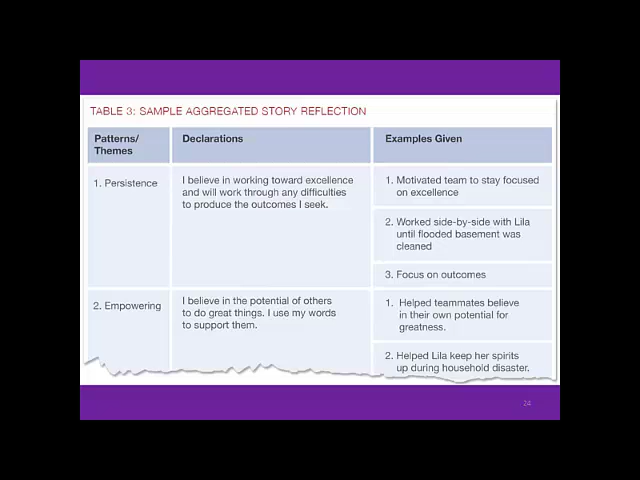 TABLE 3: SAMPLE AGGREGATED STORY REFLECTION
Patterns/
Themes
Declarations
Examples Given
1. Persistence
I believe in working toward excellence
and will work through any difficulties
to produce the outcomes I seek.
1. Motivated team to stay focused
on excellence
2. Worked side-by-side with Lila
until flooded basement was
cleaned
3. Focus on outcomes
2. Empowering
I believe in the potential of others
to do great things. I use my words
to support them.
1. Helped teammates believe
in their own potential for
greatness.
2. Helped Lila keep her spirits
up during household disaster.
24